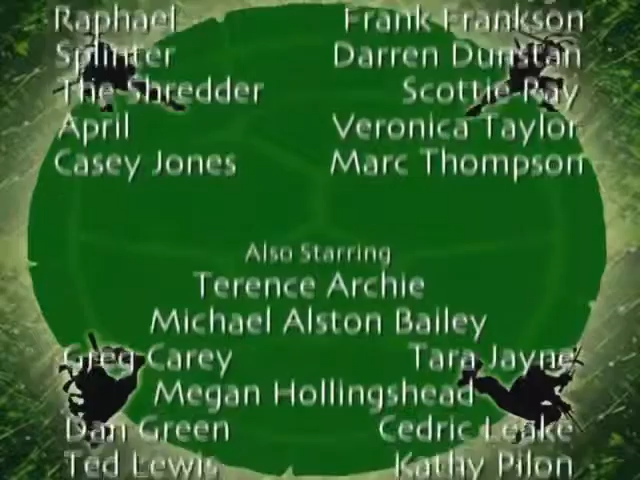 Raphael Frank Frankson
Splinter Darren Dunstan
The Shredder Scottie Ray
April Veronica Taylor
Casey Jones Marc Thompson
Also Starring
Terence Archie
Michael Alston Bailey
Greg Carey Tara Jayne
Megan Hollingshead
Dan Green Cedric Leake
Ted Lewis Kathy Pilon